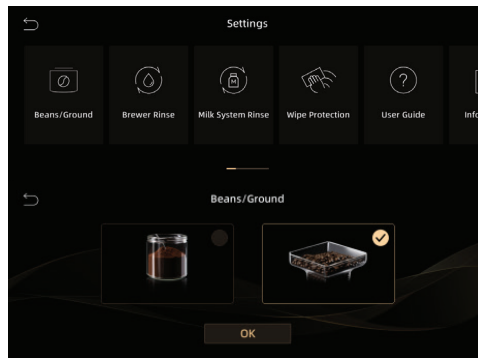 Settings
Beans/Ground
Brewer Rinse
Milk System Rinse
Wipe Protection
User Guide
Beans/Ground
OK